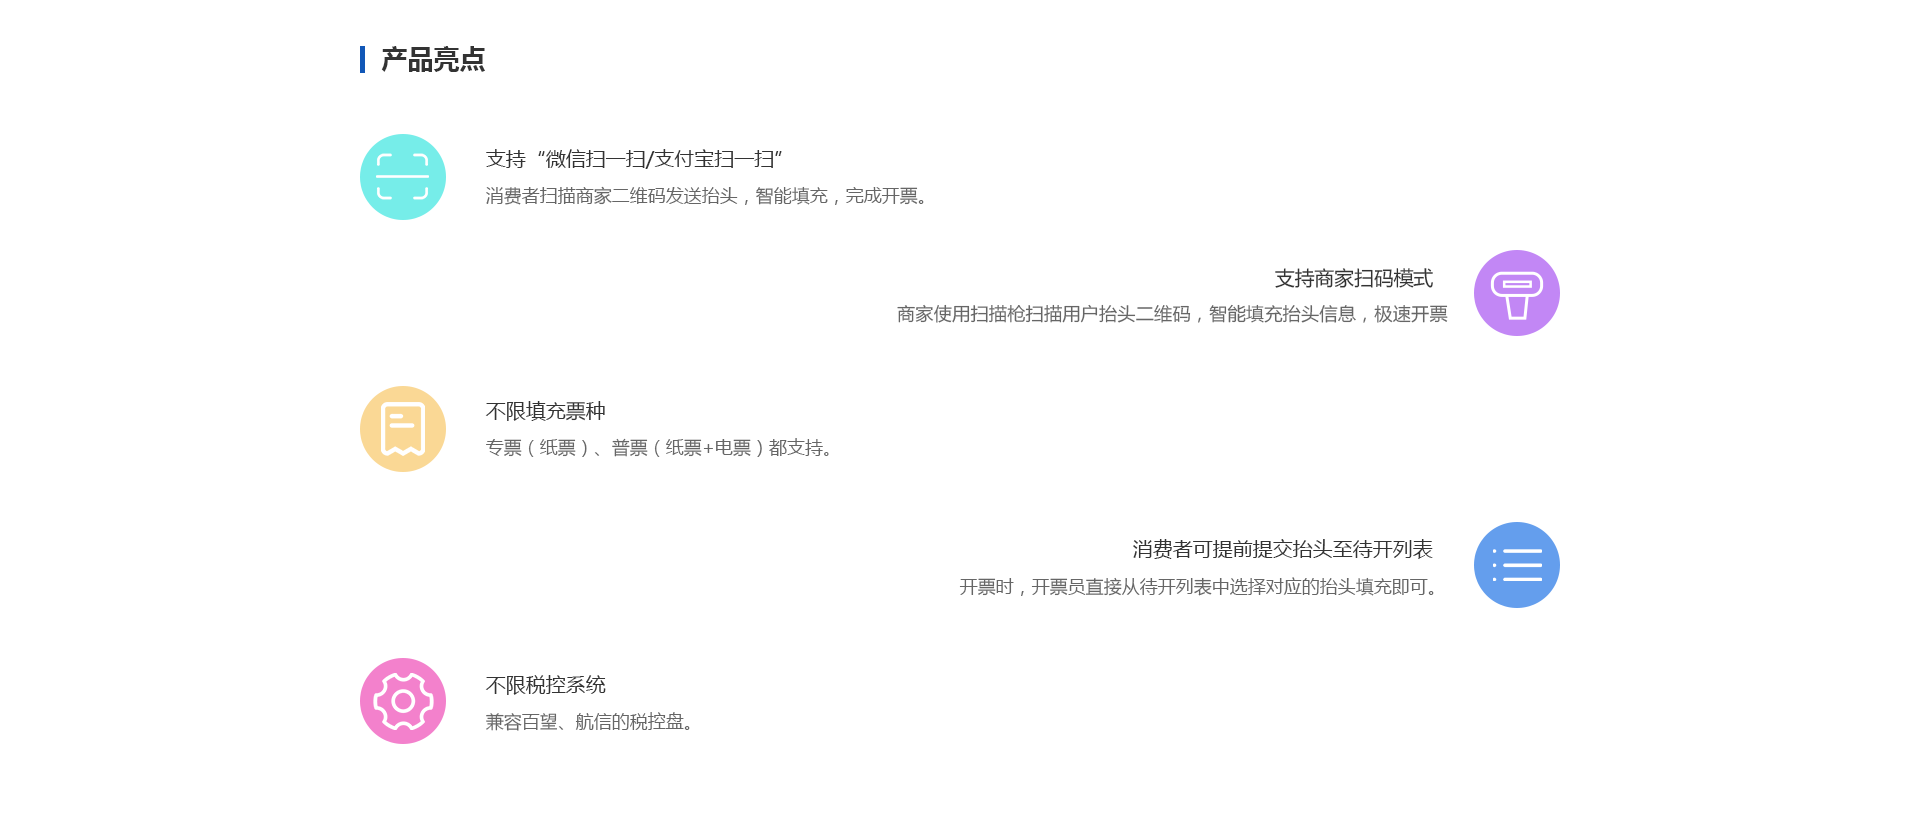 产品亮点
支持“微信扫一扫/支付宝扫一扫”
消费者扫描商家二维码发送抬头，智能填充，完成开票。
支持商家扫码模式
商家使用扫描枪扫描用户抬头二维码，智能填充抬头信息，极速开票
不限填充票种
专票（纸票）、普票（纸票+电票）都支持。
消费者可提前提交抬头至待开列表
开票时，开票员直接从待开列表中选择对应的抬头填充即可。
不限税控系统
兼容百望、航信的税控盘。